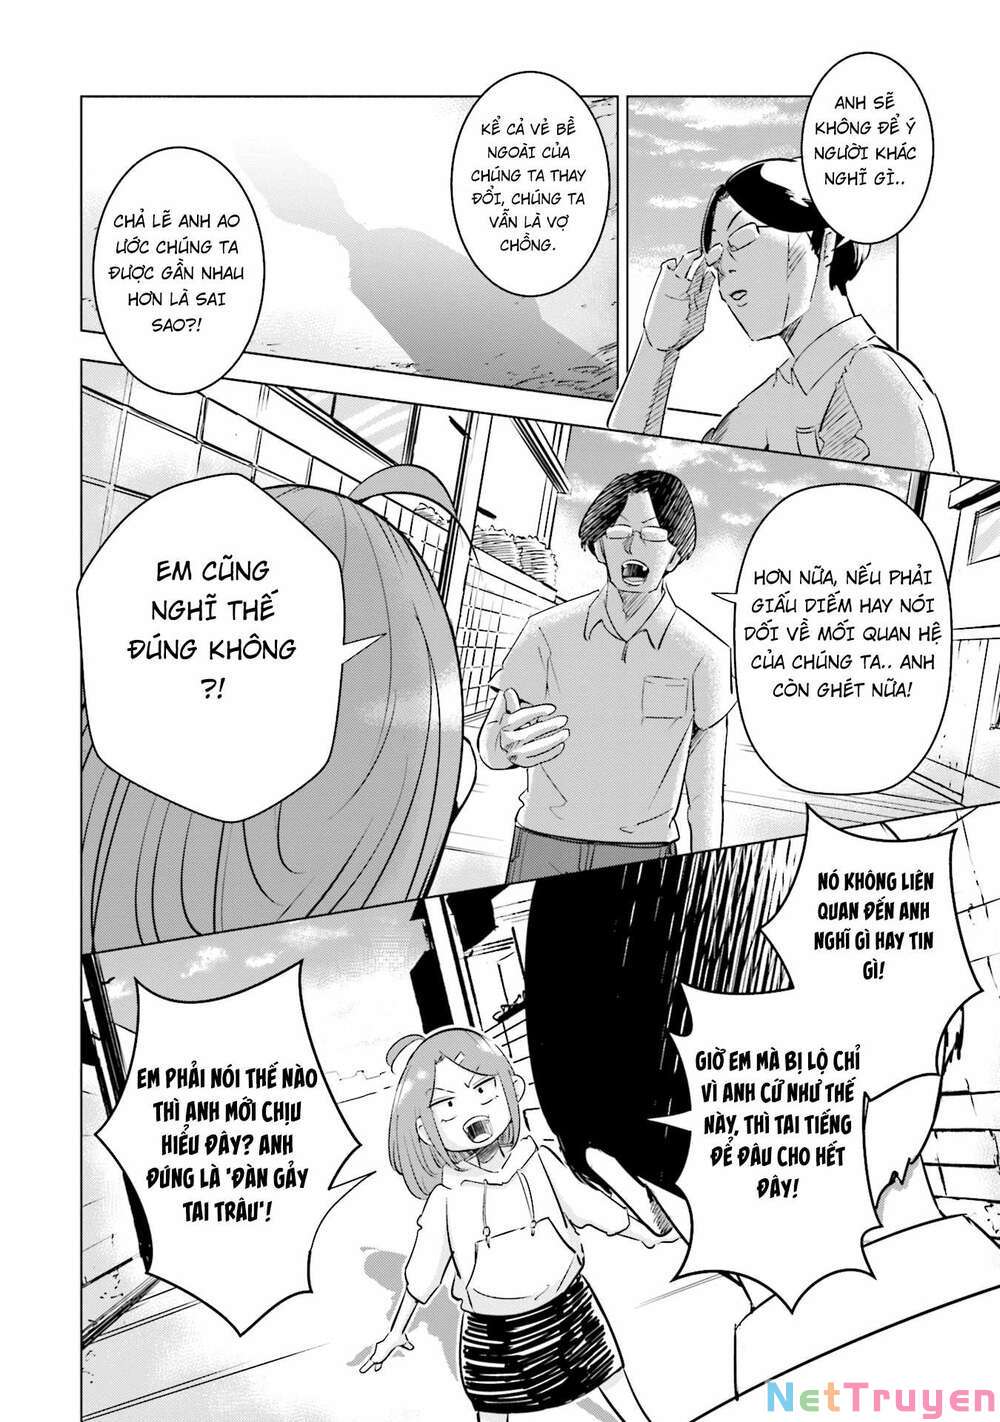 ANH SẼ
KHÔNG ĐỂ Ý
NGƯỜI KHÁC
NGHĨ GÌ..
KỂ CẢ VẺ BỀ
NGOÀI CỦA
CHÚNG TA THAY
ĐỔI, CHÚNG TA
VẪN LÀ VỢ
CHỒNG.
CHẢ LẼ ANH AO
ƯỚC CHÚNG TA
ĐƯỢC GẦN NHAU
HƠN LÀ SAI
SAO?!
HƠN NỮA, NẾU PHẢI
GIẤU DIẾM HAY NÓI
DỐI VỀ MỐI QUAN HỆ
CỦA CHÚNG TA.. ANH
CÒN GHÉT NỮA!
EM CŨNG
NGHĨ THẾ
ĐÚNG KHÔNG
?!
NÓ KHÔNG LIÊN
QUAN ĐẾN ANH
NGHĨ GÌ HAY TIN
GÌ!
GIỜ EM MÀ BỊ LỘ CHỈ
VÌ ANH CỨ NHƯ THẾ
NÀY, THÌ TAI TIẾNG
ĐỂ ĐÂU CHO HẾT
ĐÂY!
EM PHẢI NÓI THẾ NÀO
THÌ ANH MỚI CHỊU
HIỂU ĐÂY? ANH
ĐÚNG LÀ "ĐÀN GẢY
TAI TRÂU"!
NetTruyen